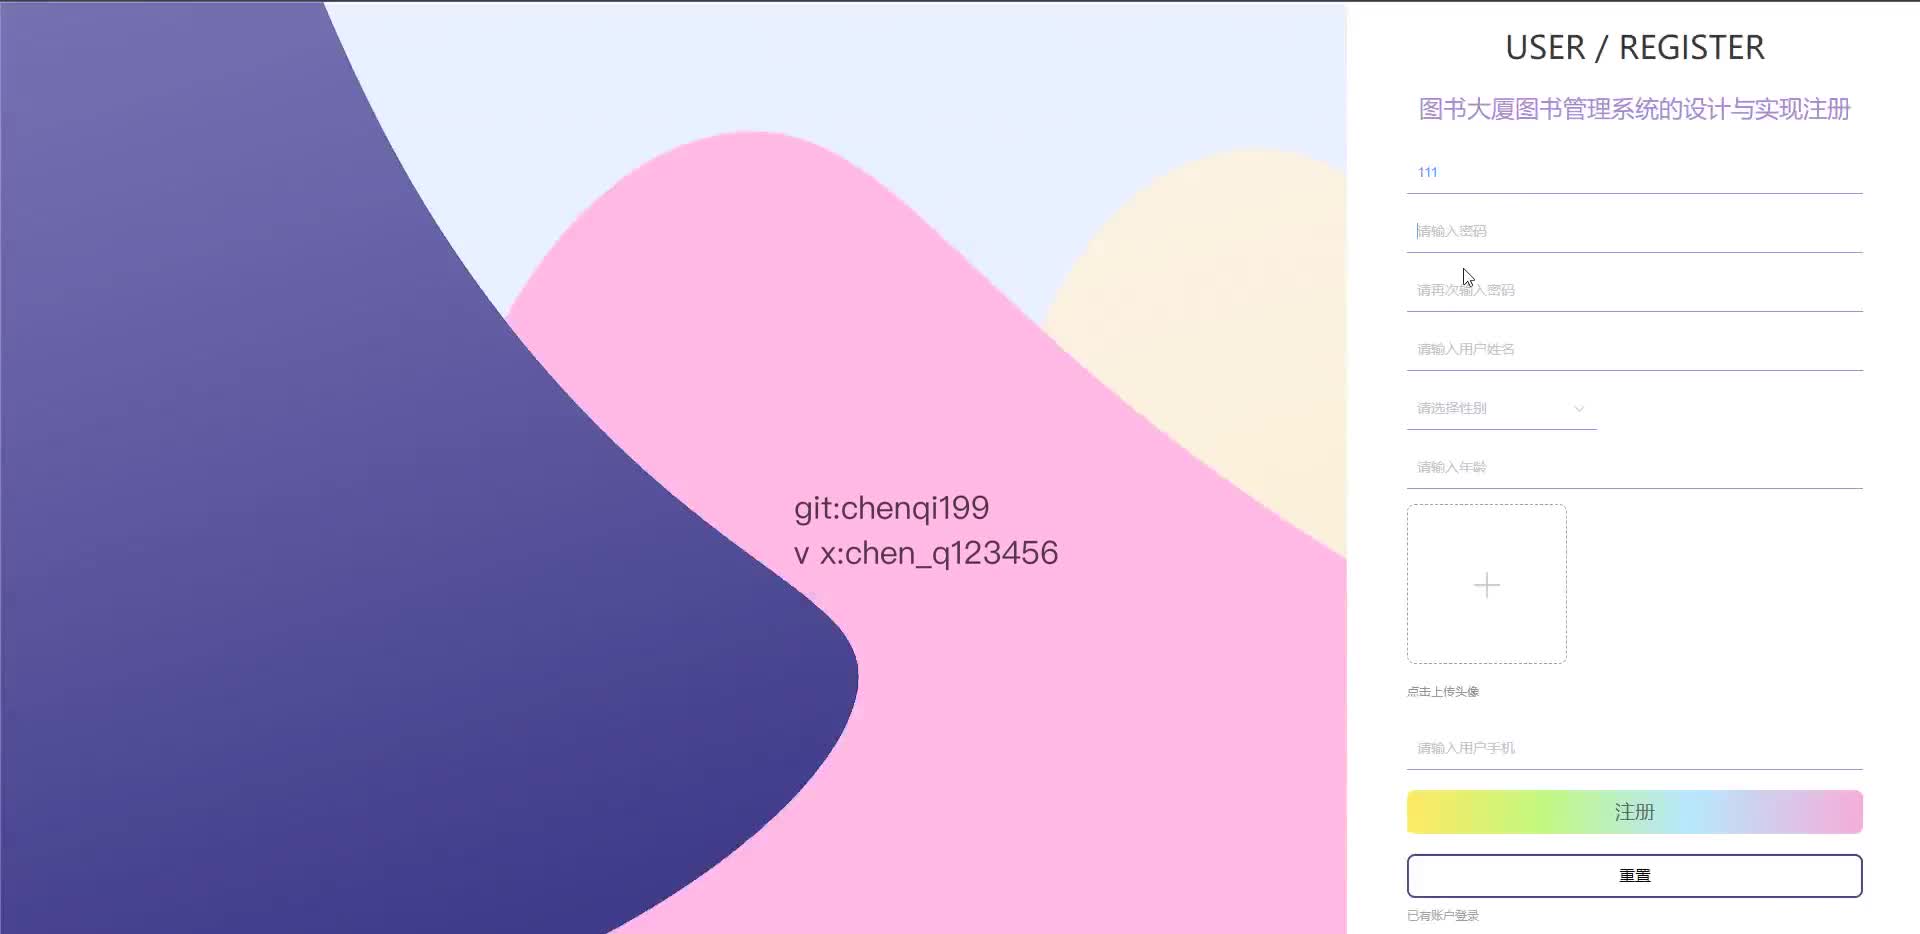 USER / REGISTER
图书大厦图书管理系统的设计与实现注册
111
请输入密码
请再次输入密码
请输入用户姓名
请选择性别
请输入年龄
git:chenqi199
v x:chen_q123456
点击上传头像
请输入用户手机
注册
重置
已有账户登录